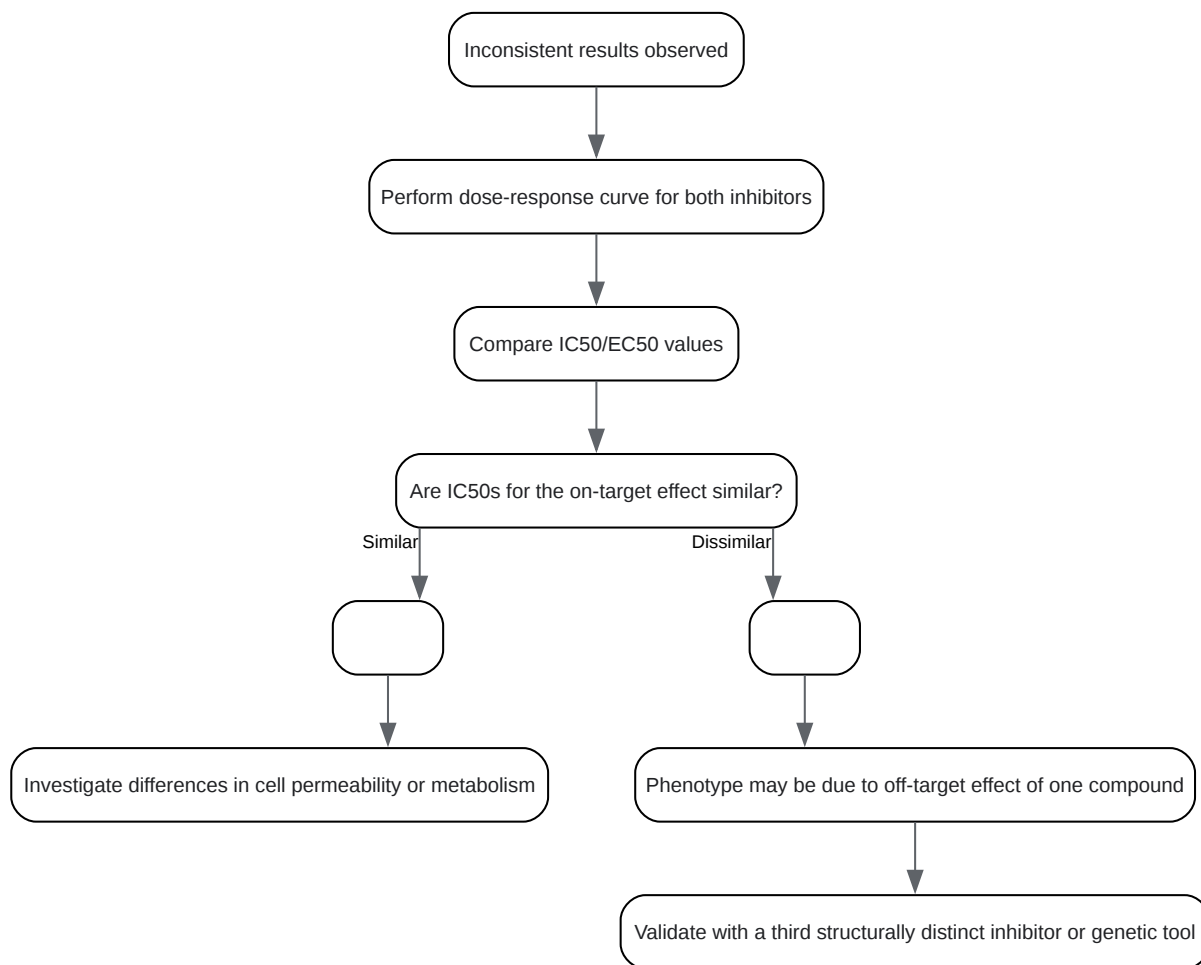 Inconsistent results observed
Perform dose-response curve for both inhibitors
Compare IC50/EC50 values
Are IC50s for the on-target effect similar?
Similar
Dissimilar
Investigate differences in cell permeability or metabolism
Phenotype may be due to off-target effect of one compound
Validate with a third structurally distinct inhibitor or genetic tool